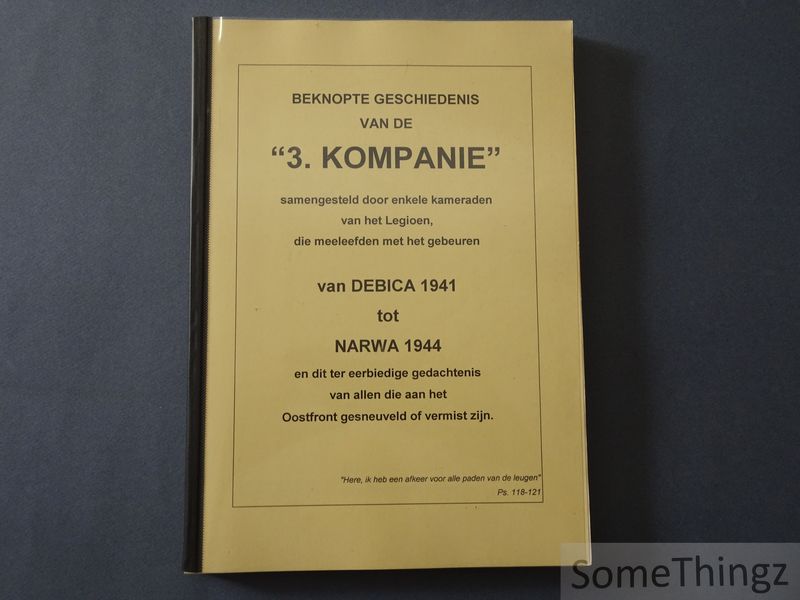 BEKNOPTE GESCHIEDENIS
VAN DE
“3. KOMPANIE”
samengesteld door enkele kameraden
van het Legioen,
die meeleefden met het gebeuren
van DEBICA 1941
tot
NARWA 1944
en dit ter eerbiedige gedachtenis
van allen die aan het
Oostfront gesneuveld of vermist zijn.
"Here, ik heb een afkeer voor alle paden van de leugen"
Ps. 118-121
SomeThingz